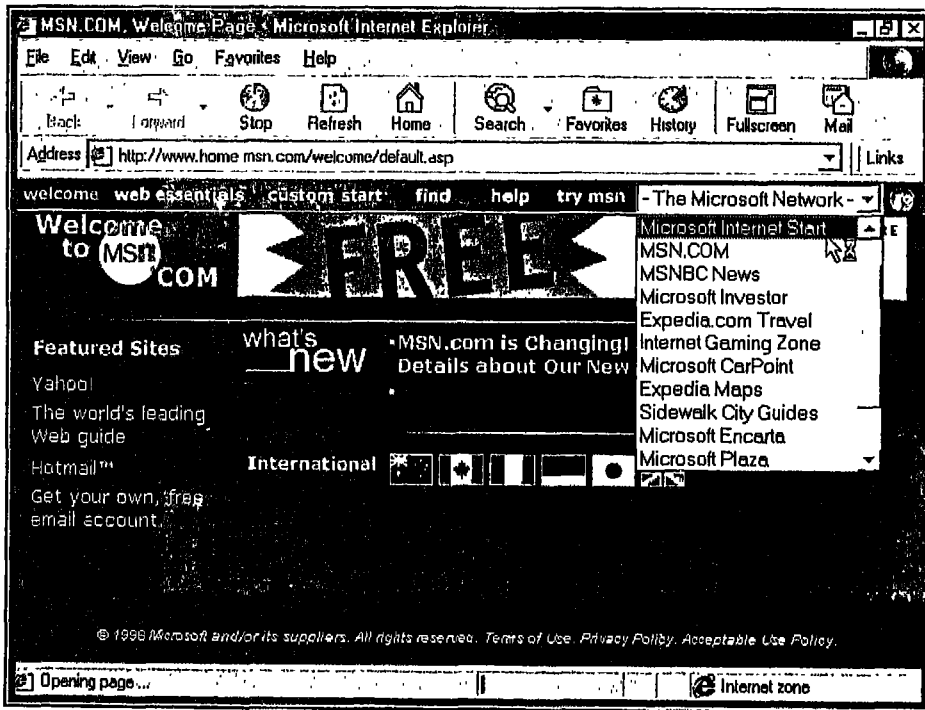 MSN.COM, Welcome Page - Microsoft Internet Explorer
File Edit View Go Favorites Help
Back Forward Stop Refresh Home Search Favorites History Fullscreen Mail
Address http://www.home msn.com/welcome/default.asp Links
welcome web essentials custom start find help try msn - The Microsoft Network -
Welcome
to msn
.COM
FREE
Microsoft Internet Start
MSN.COM
MSNBC News
Microsoft Investor
Expedia.com Travel
Internet Gaming Zone
Microsoft CarPoint
Expedia Maps
Sidewalk City Guides
Microsoft Encarta
Microsoft Plaza
Featured Sites
Yahoo!
The world's leading
Web guide
Hotmail™
Get your own, free
email account.
what's
new
•MSN.com is Changing!
Details about Our New
International
© 1998 Microsoft and/or its suppliers. All rights reserved. Terms of Use. Privacy Policy. Acceptable Use Policy.
Opening page... Internet zone